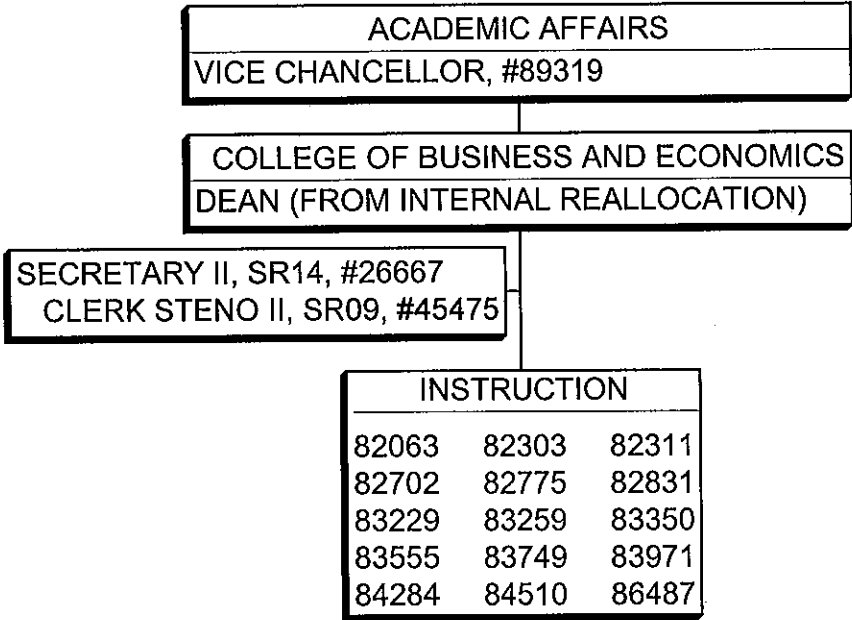 ACADEMIC AFFAIRS
VICE CHANCELLOR, #89319
COLLEGE OF BUSINESS AND ECONOMICS
DEAN (FROM INTERNAL REALLOCATION)
SECRETARY II, SR14, #26667
CLERK STENO II, SR09, #45475
INSTRUCTION
82063 82303 82311
82702 82775 82831
83229 83259 83350
83555 83749 83971
84284 84510 86487